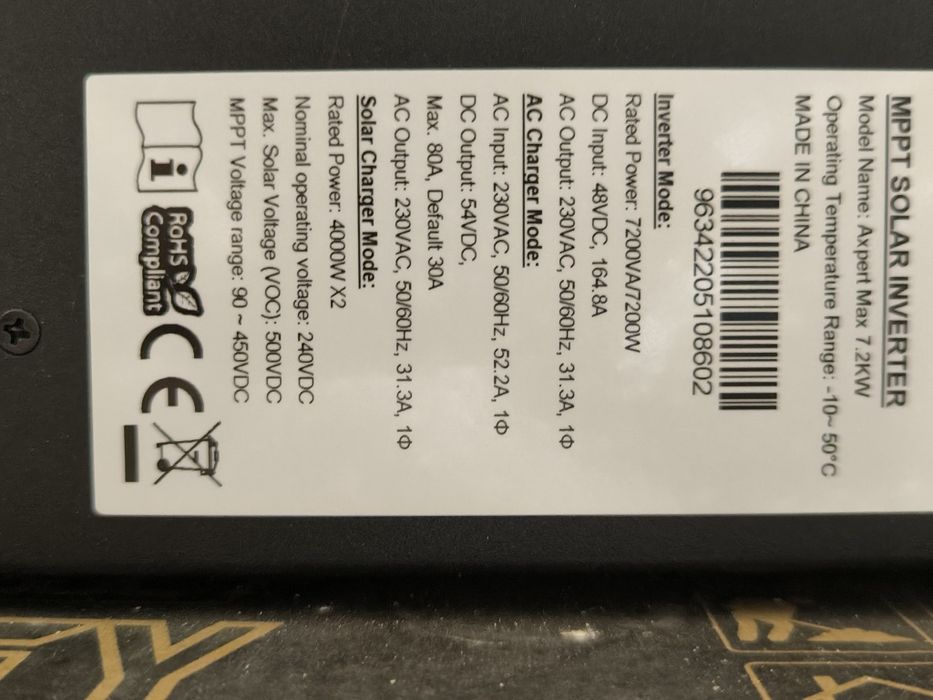 MPPT SOLAR INVERTER
Model Name: Axpert Max 7.2KW
Operating Temperature Range: -10~ 50°C
MADE IN CHINA
96342205108602
Inverter Mode:
Rated Power: 7200VA/7200W
DC Input: 48VDC, 164.8A
AC Output: 230VAC, 50/60Hz, 31.3A, 1Φ
AC Charger Mode:
AC Input: 230VAC, 50/60Hz, 52.2A, 1Φ
DC Output: 54VDC,
Max. 80A, Default 30A
AC Output: 230VAC, 50/60Hz, 31.3A, 1Φ
Solar Charger Mode:
Rated Power: 4000W X2
Nominal operating voltage: 240VDC
Max. Solar Voltage (VOC): 500VDC
MPPT Voltage range: 90 ~ 450VDC
i
RoHS
Compliant
CE